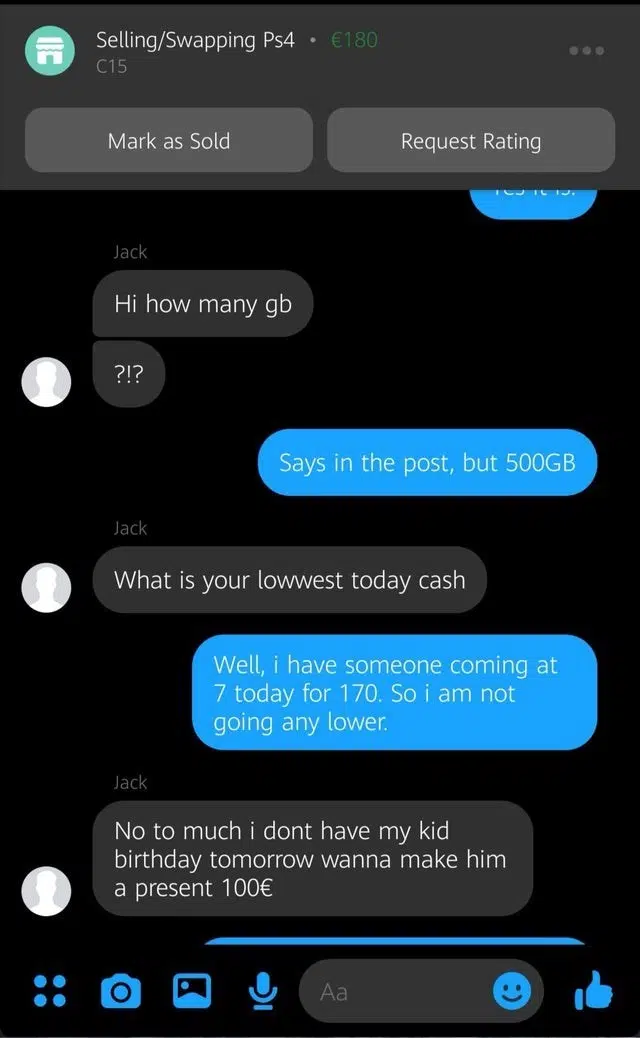 Selling/Swapping Ps4 • €180
C15
Mark as Sold
Request Rating
Yes it is.
Jack
Hi how many gb
?!?
Says in the post, but 500GB
Jack
What is your lowwest today cash
Well, i have someone coming at
7 today for 170. So i am not
going any lower.
Jack
No to much i dont have my kid
birthday tomorrow wanna make him
a present 100€
Aa